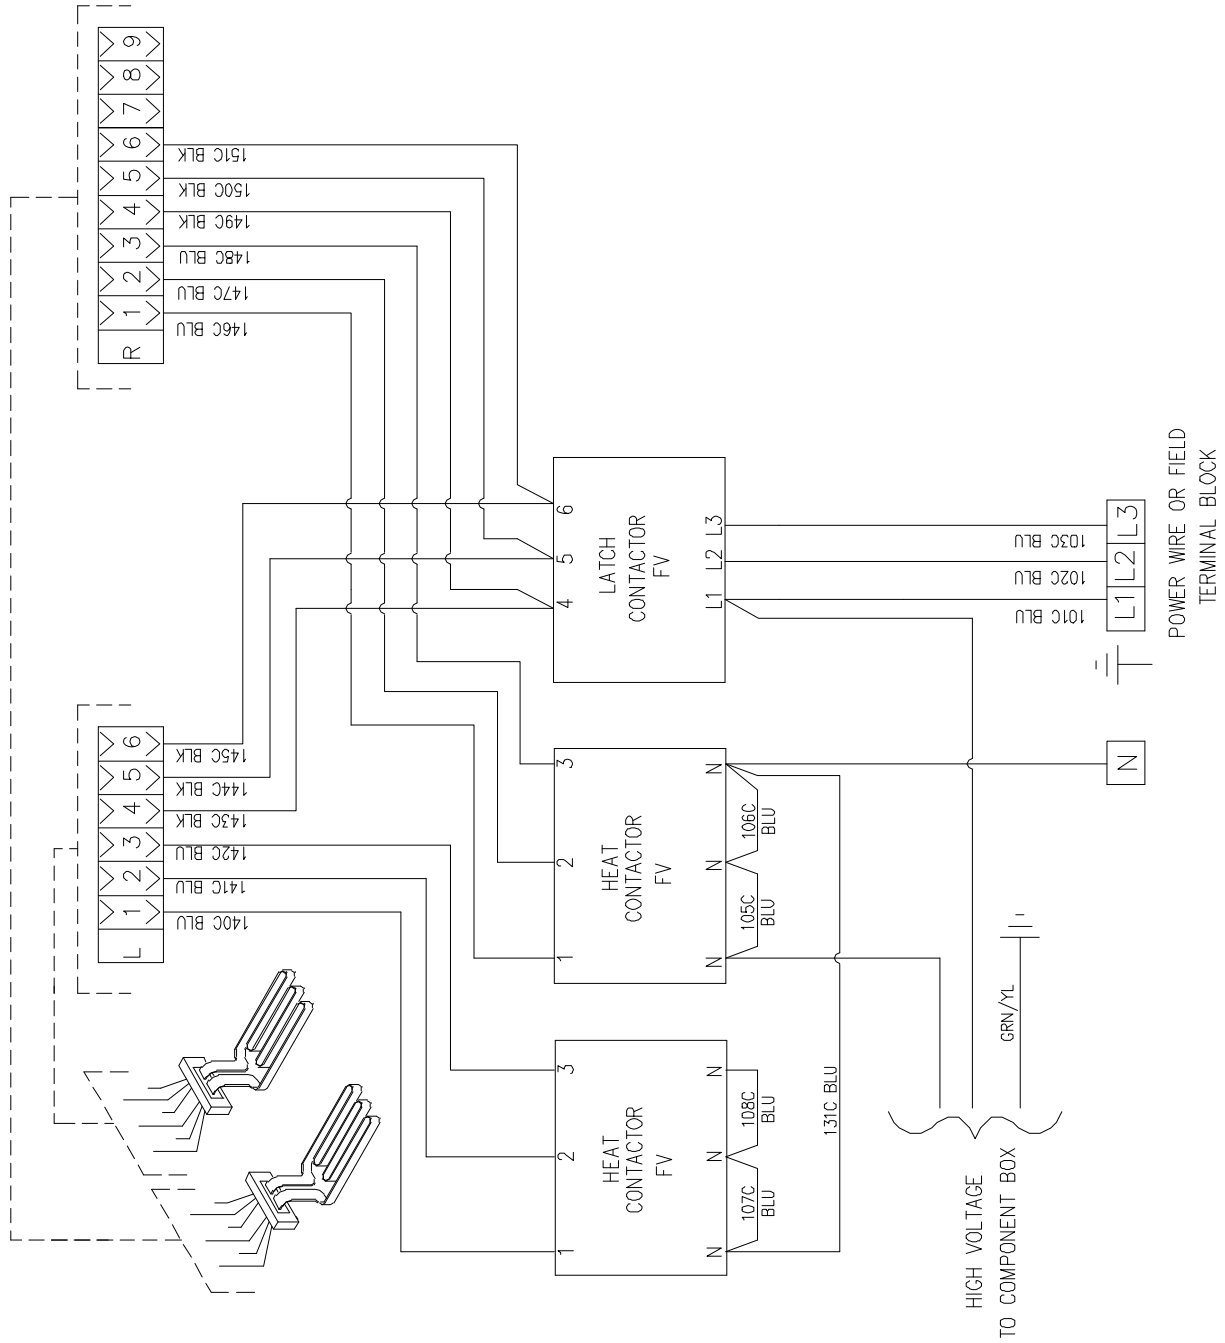 R
1
2
3
4
5
6
7
8
9
146C BLU
147C BLU
148C BLU
149C BLK
150C BLK
151C BLK
L
1
2
3
4
5
6
140C BLU
141C BLU
142C BLU
143C BLK
144C BLK
145C BLK
4
5
6
LATCH
CONTACTOR
FV
L1
L2
L3
1
2
3
HEAT
CONTACTOR
FV
N
N
N
105C
BLU
106C
BLU
1
2
3
HEAT
CONTACTOR
FV
N
N
N
107C
BLU
108C
BLU
131C BLU
101C BLU
102C BLU
103C BLU
L1
L2
L3
N
POWER WIRE OR FIELD
TERMINAL BLOCK
GRN/YL
HIGH VOLTAGE
TO COMPONENT BOX